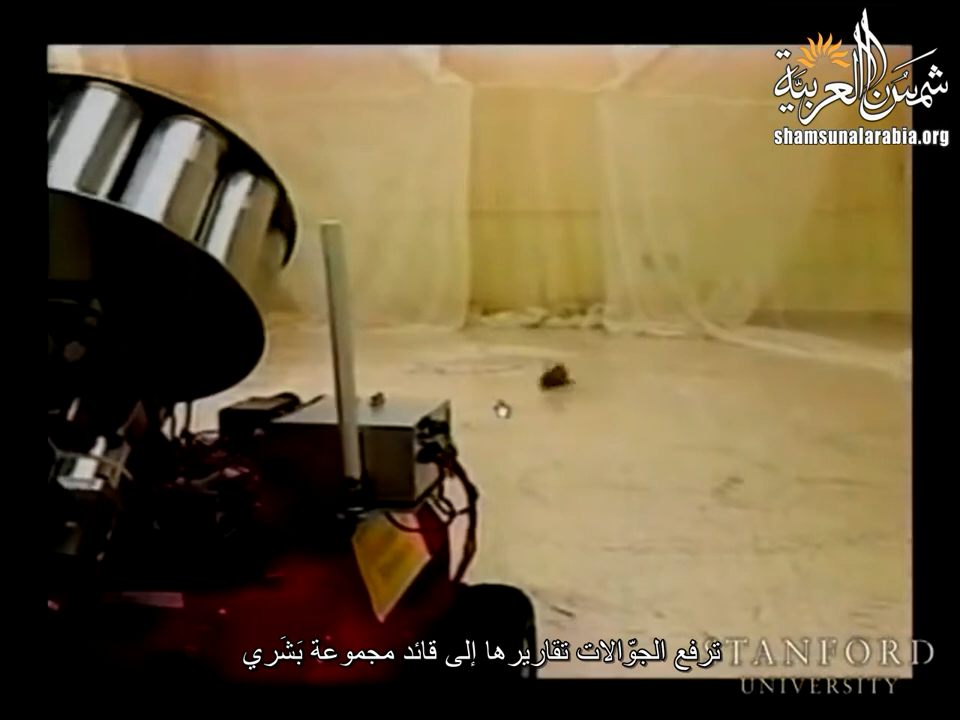 شمسُ العربية
shamsunalarabia.org
ترفع الجوّالات تقاريرها إلى قائد مجموعة بَشَري
STANFORD
UNIVERSITY